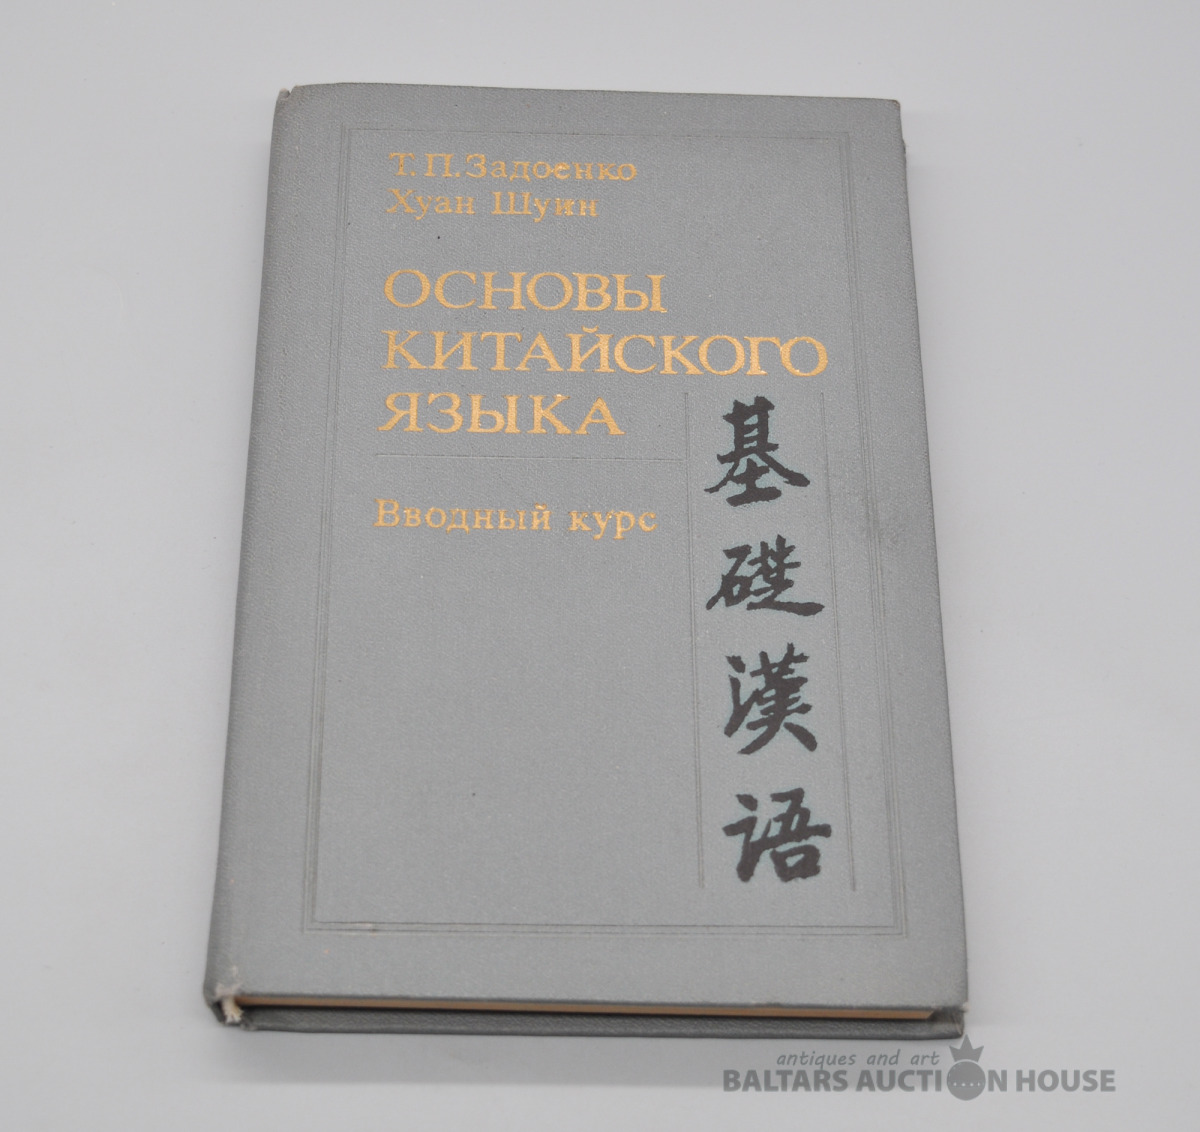 Т.П.Задоенко
Хуан Шуин
ОСНОВЫ
КИТАЙСКОГО
ЯЗЫКА
Вводный курс
基礎漢語
antiques and art
BALTARS AUCTION HOUSE